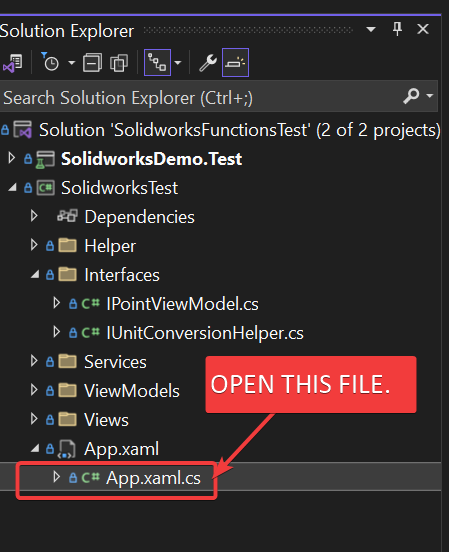 Solution Explorer
Search Solution Explorer (Ctrl+;)
Solution 'SolidworksFunctionsTest' (2 of 2 projects)
SolidworksDemo.Test
SolidworksTest
Dependencies
Helper
Interfaces
IPointViewModel.cs
IUnitConversionHelper.cs
Services
OPEN THIS FILE.
ViewModels
Views
App.xaml
App.xaml.cs